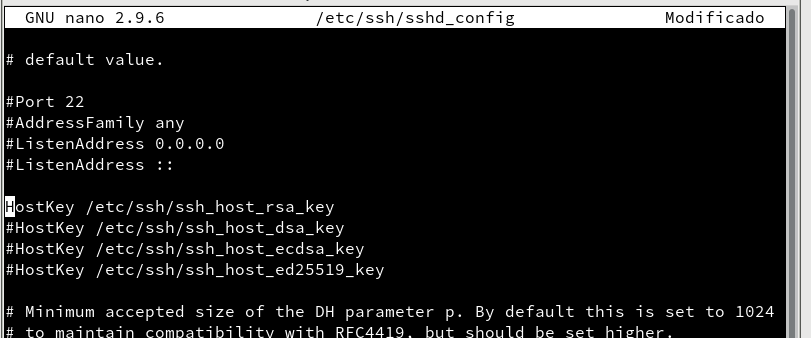 GNU nano 2.9.6 /etc/ssh/sshd_config Modificado
# default value.
#Port 22
#AddressFamily any
#ListenAddress 0.0.0.0
#ListenAddress ::
HostKey /etc/ssh/ssh_host_rsa_key
#HostKey /etc/ssh/ssh_host_dsa_key
#HostKey /etc/ssh/ssh_host_ecdsa_key
#HostKey /etc/ssh/ssh_host_ed25519_key
# Minimum accepted size of the DH parameter p. By default this is set to 1024
# to maintain compatibility with RFC4419, but should be set higher.